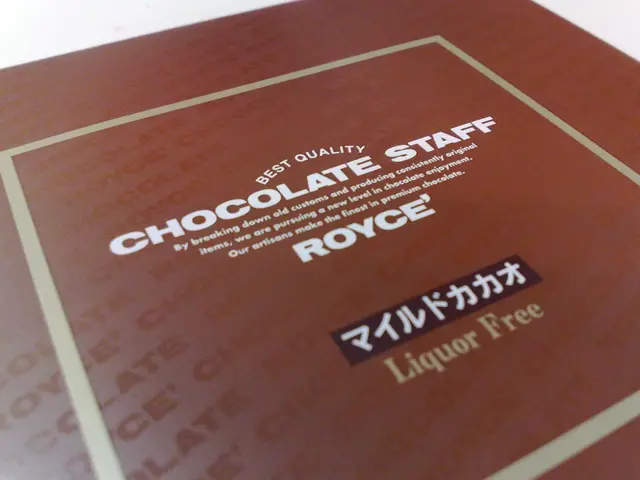 BEST QUALITY
CHOCOLATE STAFF
By breaking down old customs and producing consistently original
items, we are pursuing a new level in chocolate enjoyment.
Our artisans make the finest in premium chocolate.
ROYCE'
マイルドカカオ
Liquor Free